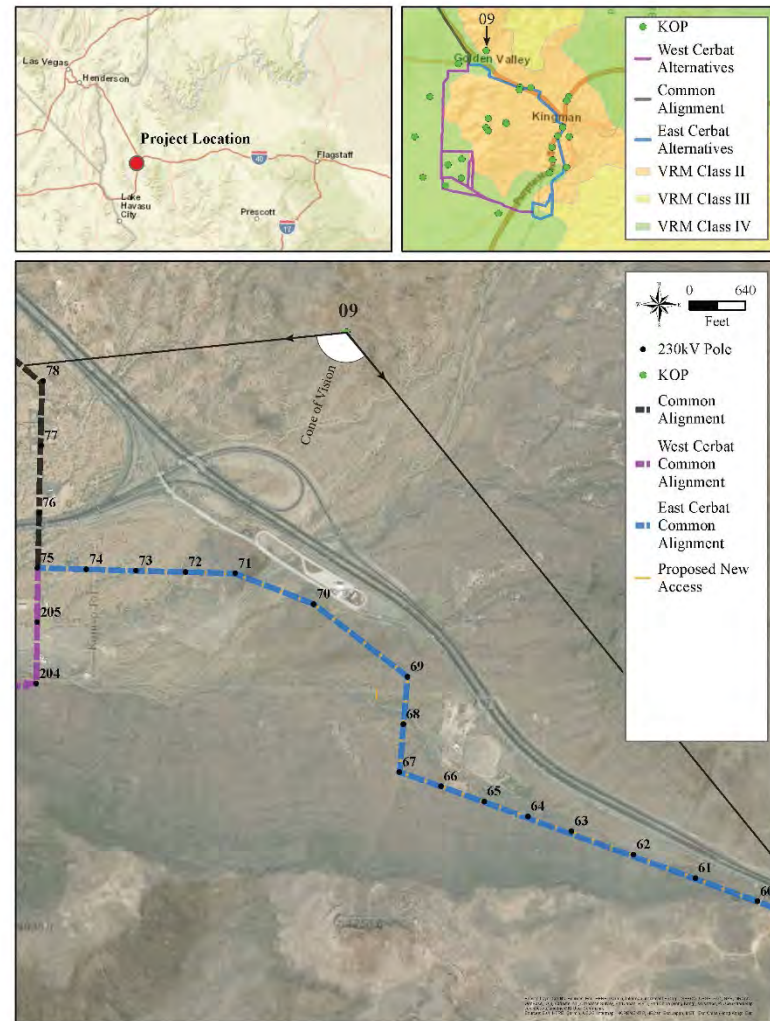 Las Vegas
Henderson
Project Location
40
Flagstaff
Lake
Havasu
City
Prescott
17
09
Golden Valley
Kingman
KOP
West Cerbat
Alternatives
Common
Alignment
East Cerbat
Alternatives
VRM Class II
VRM Class III
VRM Class IV
09
Cone of Vision
78
77
76
75
74
73
72
71
70
205
204
69
68
67
66
65
64
63
62
61
60
0
640
Feet
230kV Pole
KOP
Common
Alignment
West Cerbat
Common
Alignment
East Cerbat
Common
Alignment
Proposed New
Access